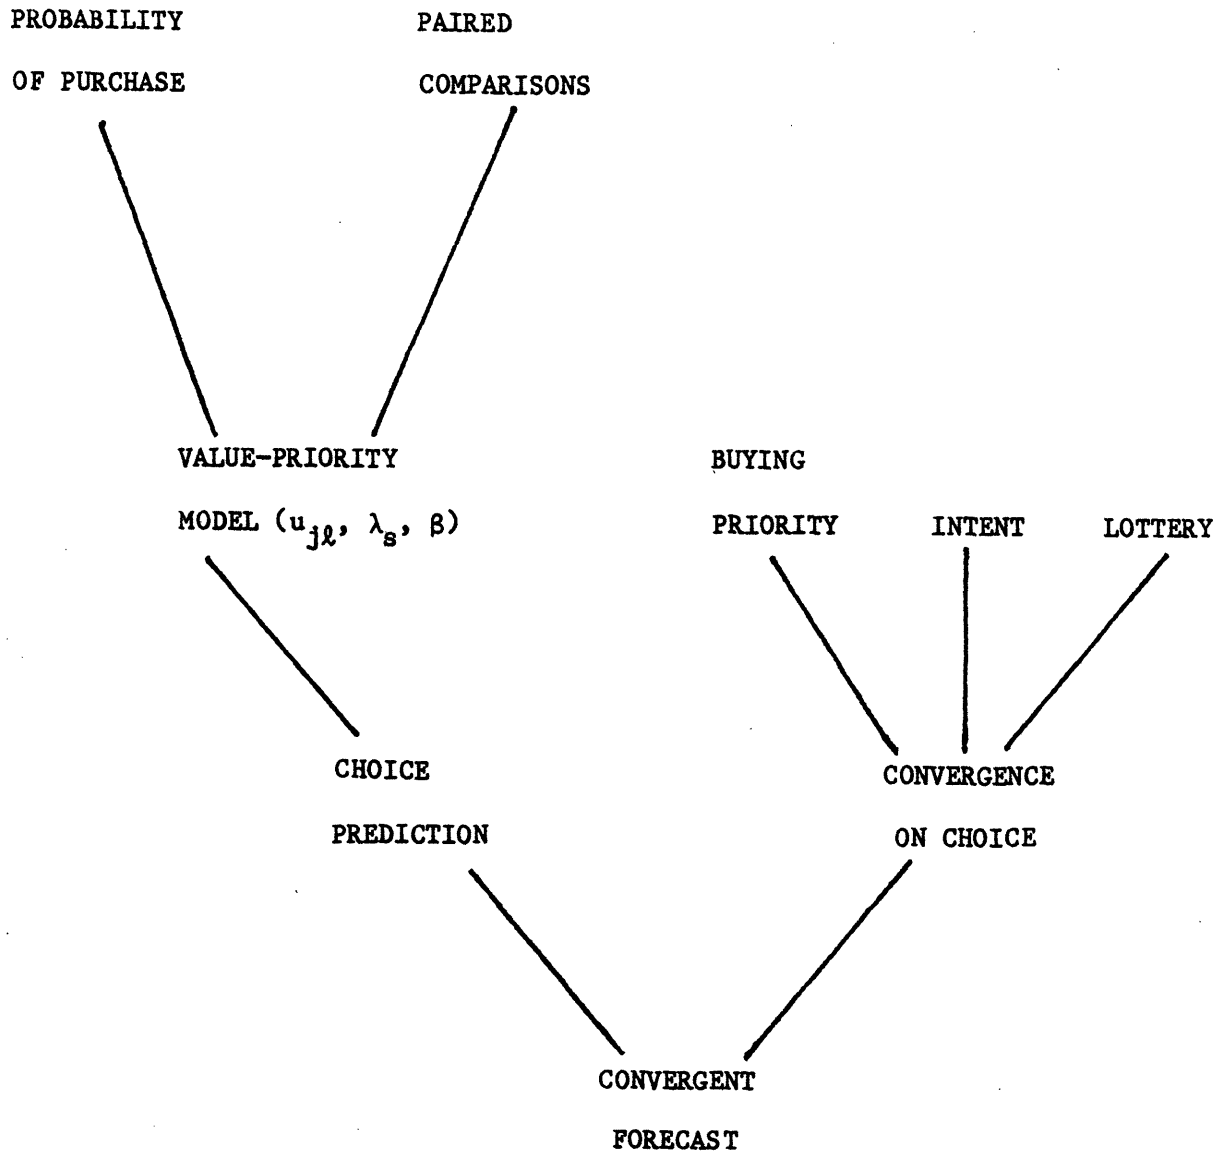 PROBABILITY
OF PURCHASE
PAIRED
COMPARISONS
VALUE-PRIORITY
MODEL (u_jℓ, λ_s, β)
BUYING
PRIORITY
INTENT
LOTTERY
CHOICE
PREDICTION
CONVERGENCE
ON CHOICE
CONVERGENT
FORECAST